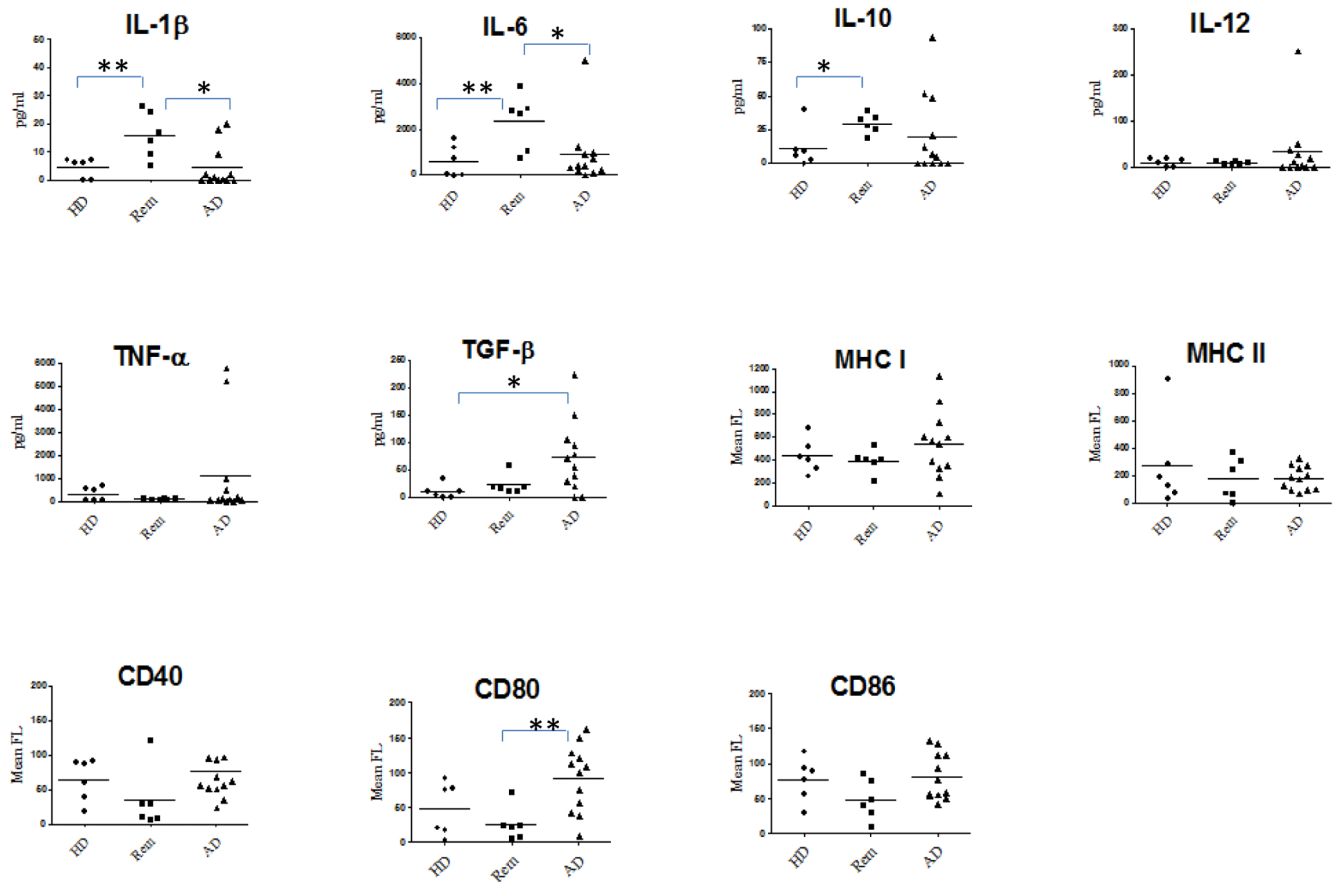 IL-1β
60
50
40
30
20
10
0
pg/ml
**
*
HD
Rem
AD
IL-6
6000
4000
2000
0
pg/ml
**
*
HD
Rem
AD
IL-10
100
75
50
25
0
pg/ml
*
HD
Rem
AD
IL-12
300
200
100
0
pg/ml
HD
Rem
AD
TNF-α
6000
5000
4000
3000
2000
1000
0
pg/ml
HD
Rem
AD
TGF-β
250
200
150
100
50
0
pg/ml
*
HD
Rem
AD
MHC I
1200
1000
800
600
400
200
0
Mean FL
HD
Rem
AD
MHC II
1000
800
600
400
200
0
Mean FL
HD
Rem
AD
CD40
200
150
100
50
0
Mean FL
HD
Rem
AD
CD80
200
150
100
50
0
Mean FL
**
HD
Rem
AD
CD86
200
150
100
50
0
Mean FL
HD
Rem
AD